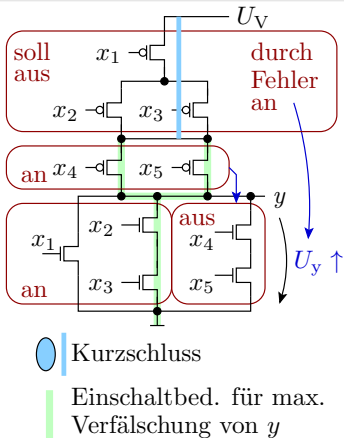 U_V
soll
aus
x_1
durch
Fehler
an
x_2
x_3
an
x_4
x_5
y
x_1
x_2
aus
x_4
x_3
x_5
an
U_y ↑
Kurzschluss
Einschaltbed. für max.
Verfälschung von y